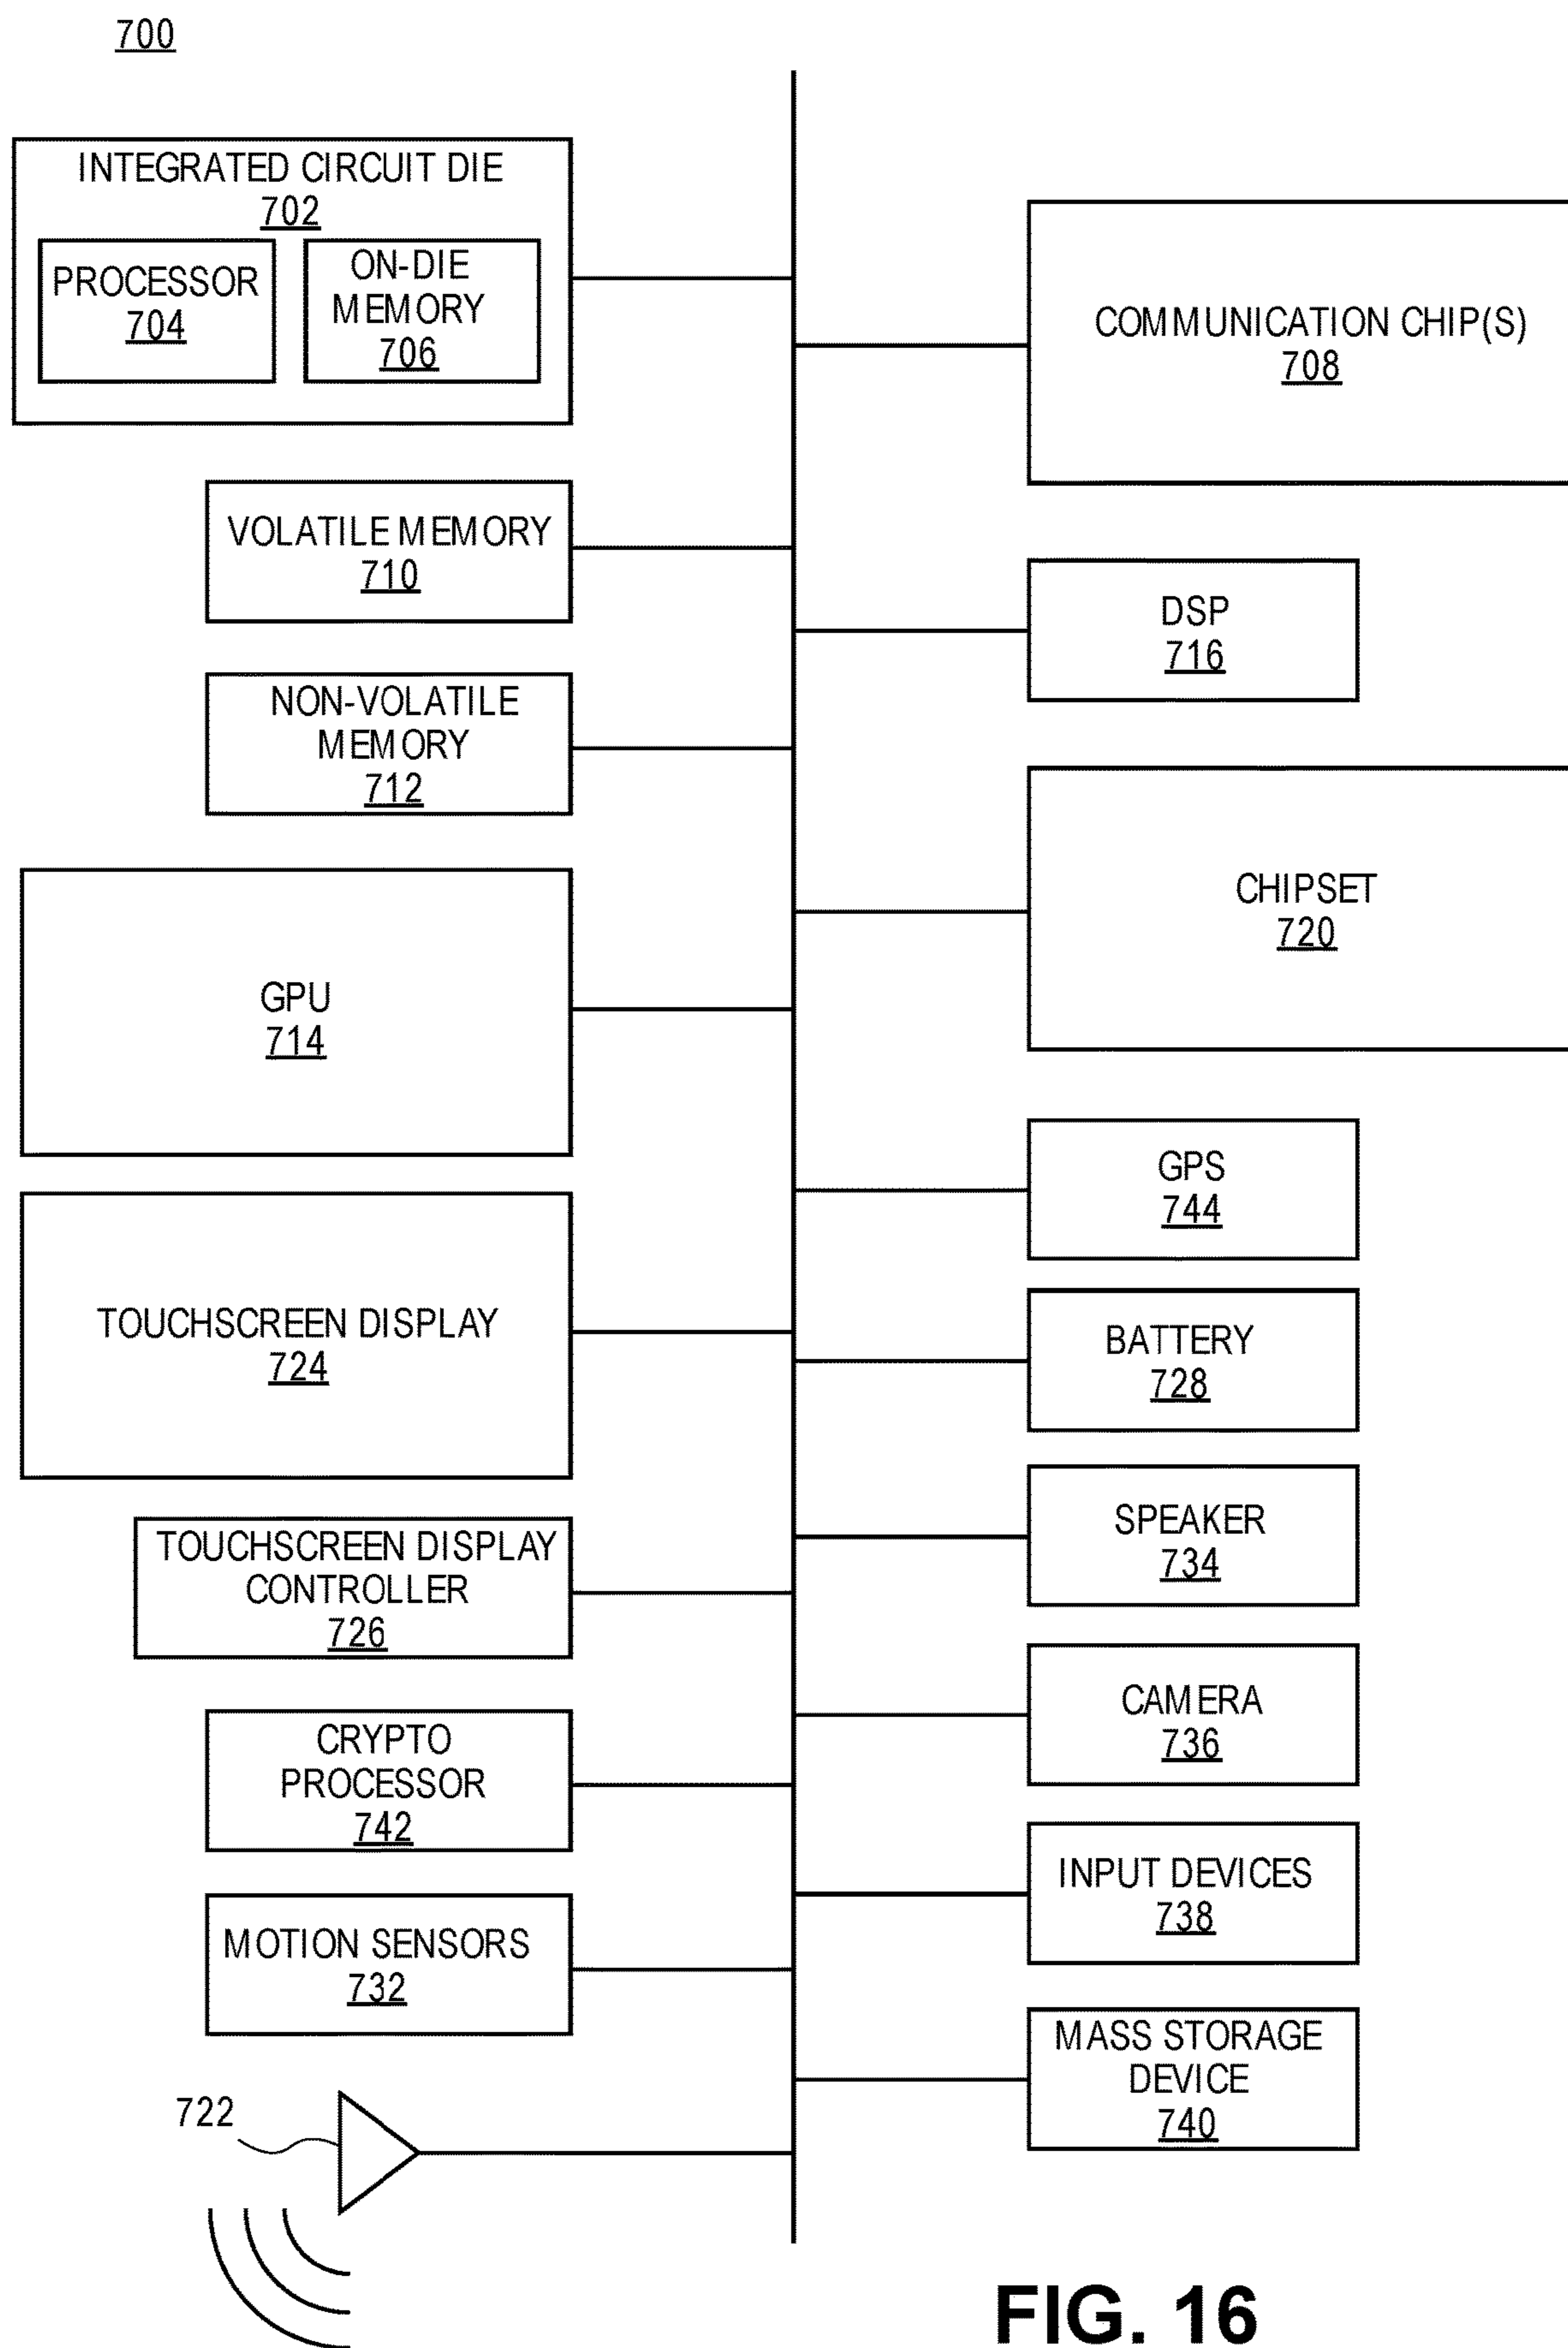 700
INTEGRATED CIRCUIT DIE
702
PROCESSOR
704
ON-DIE
MEMORY
706
COMMUNICATION CHIP(S)
708
VOLATILE MEMORY
710
DSP
716
NON-VOLATILE
MEMORY
712
CHIPSET
720
GPU
714
GPS
744
TOUCHSCREEN DISPLAY
724
BATTERY
728
SPEAKER
734
TOUCHSCREEN DISPLAY
CONTROLLER
726
CAMERA
736
CRYPTO
PROCESSOR
742
INPUT DEVICES
738
MOTION SENSORS
732
MASS STORAGE
DEVICE
740
722
FIG. 16